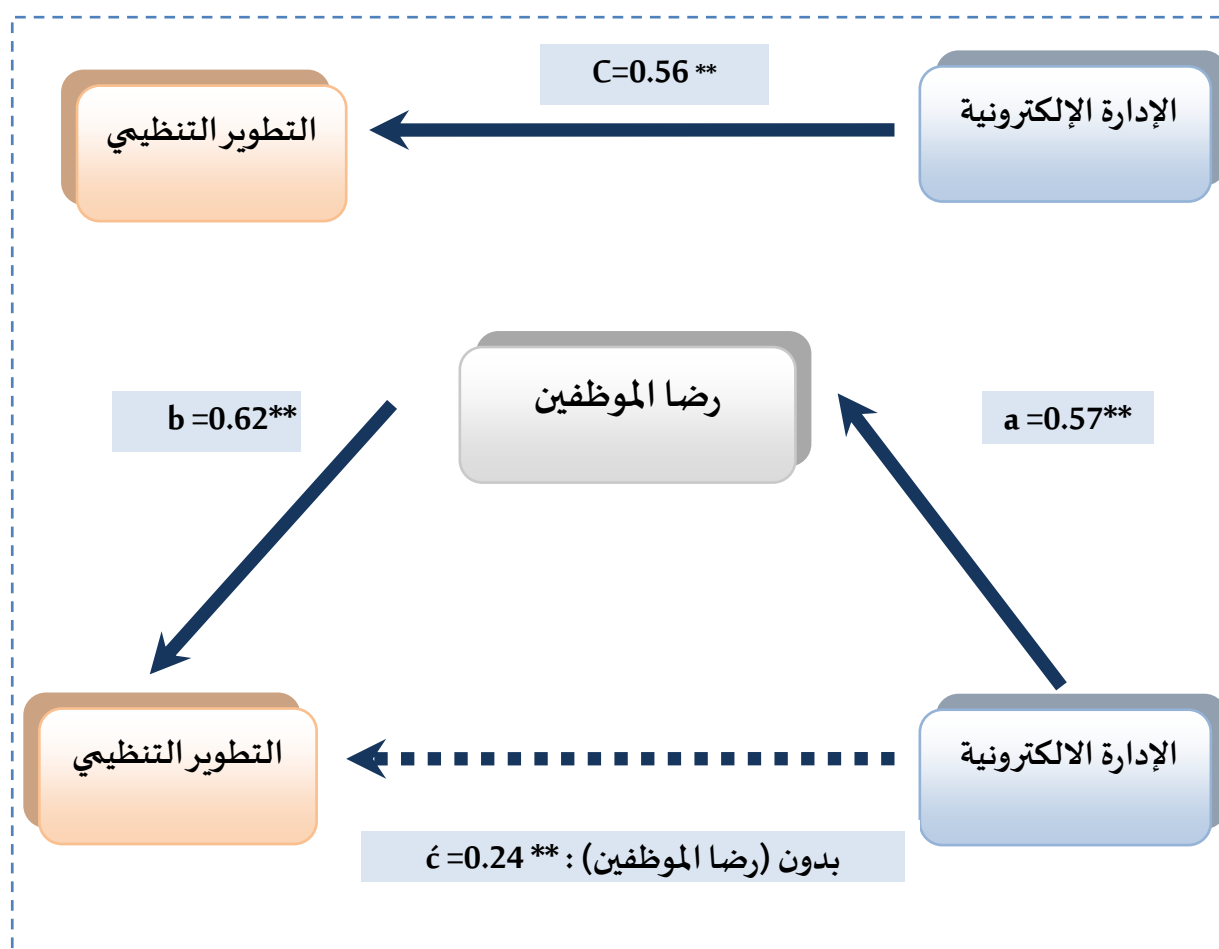 الإدارة الإلكترونية
C=0.56 **
التطوير التنظيمي
رضا الموظفين
a =0.57**
b =0.62**
الإدارة الالكترونية
التطوير التنظيمي
بدون (رضا الموظفين) : ** ć =0.24